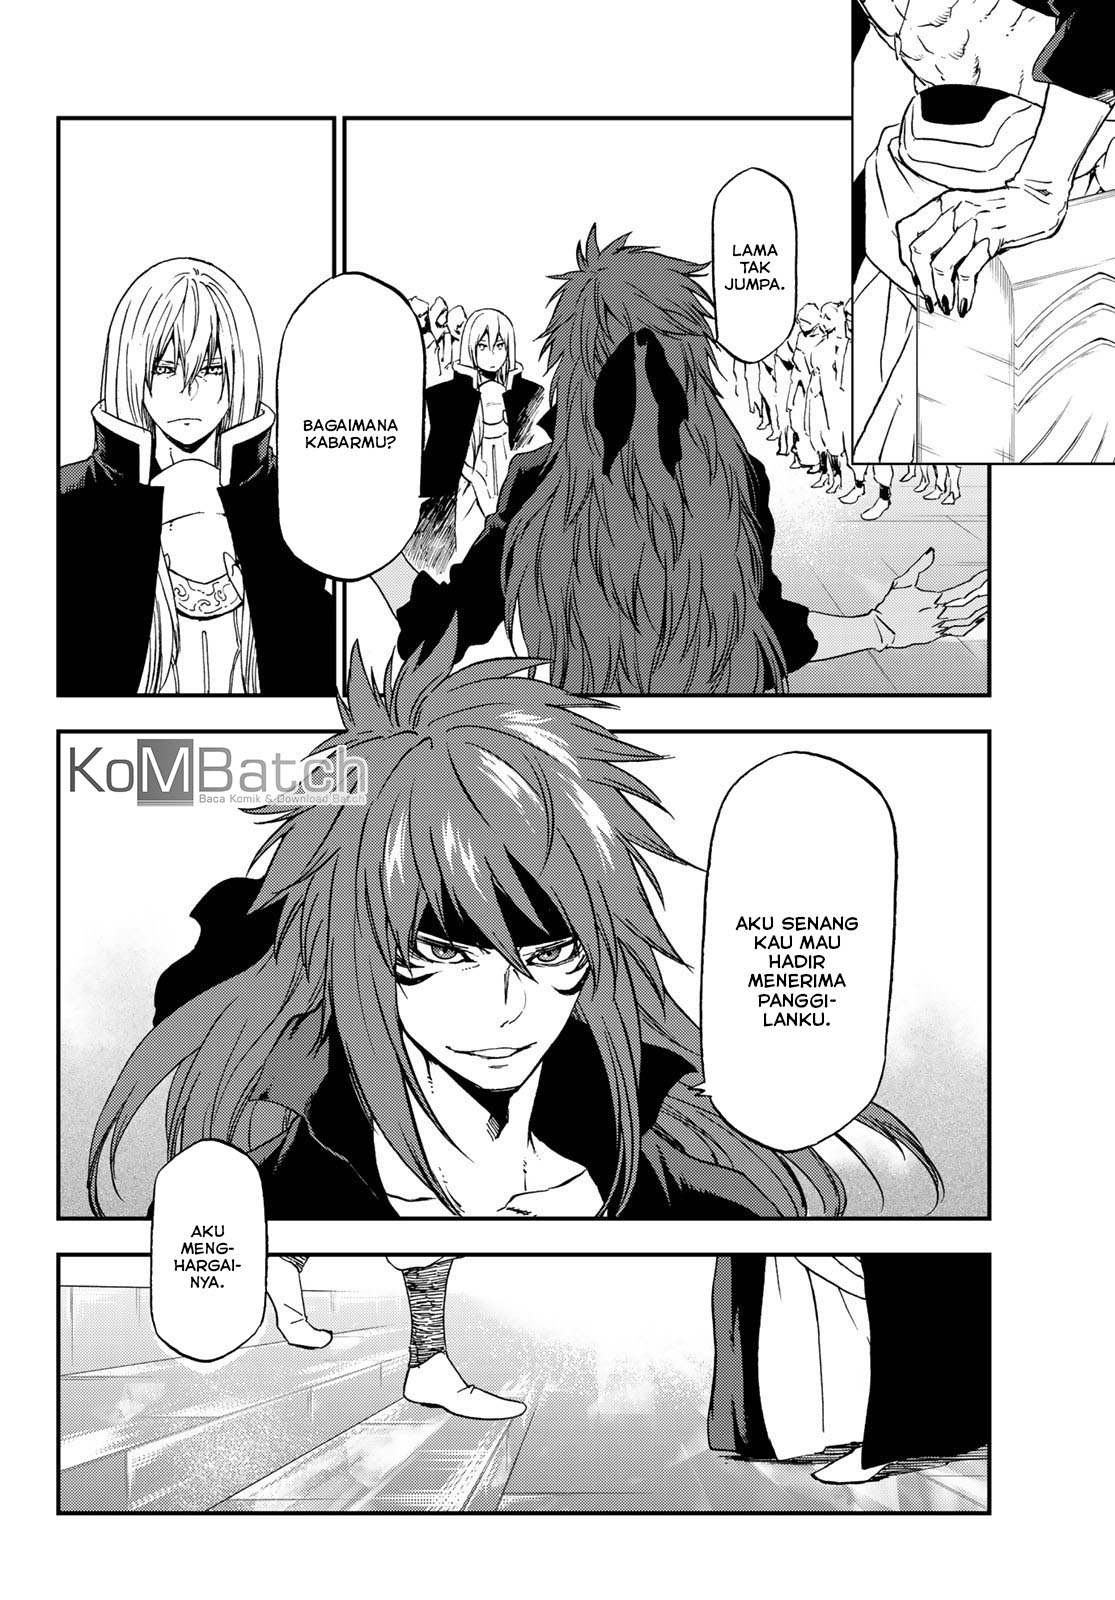 LAMA
TAK
JUMPA.
BAGAIMANA
KABARMU?
KoMBatch
Baca Komik & Download Batch
AKU SENANG
KAU MAU
HADIR
MENERIMA
PANGGI-
LANKU.
AKU
MENG-
HARGAI-
NYA.